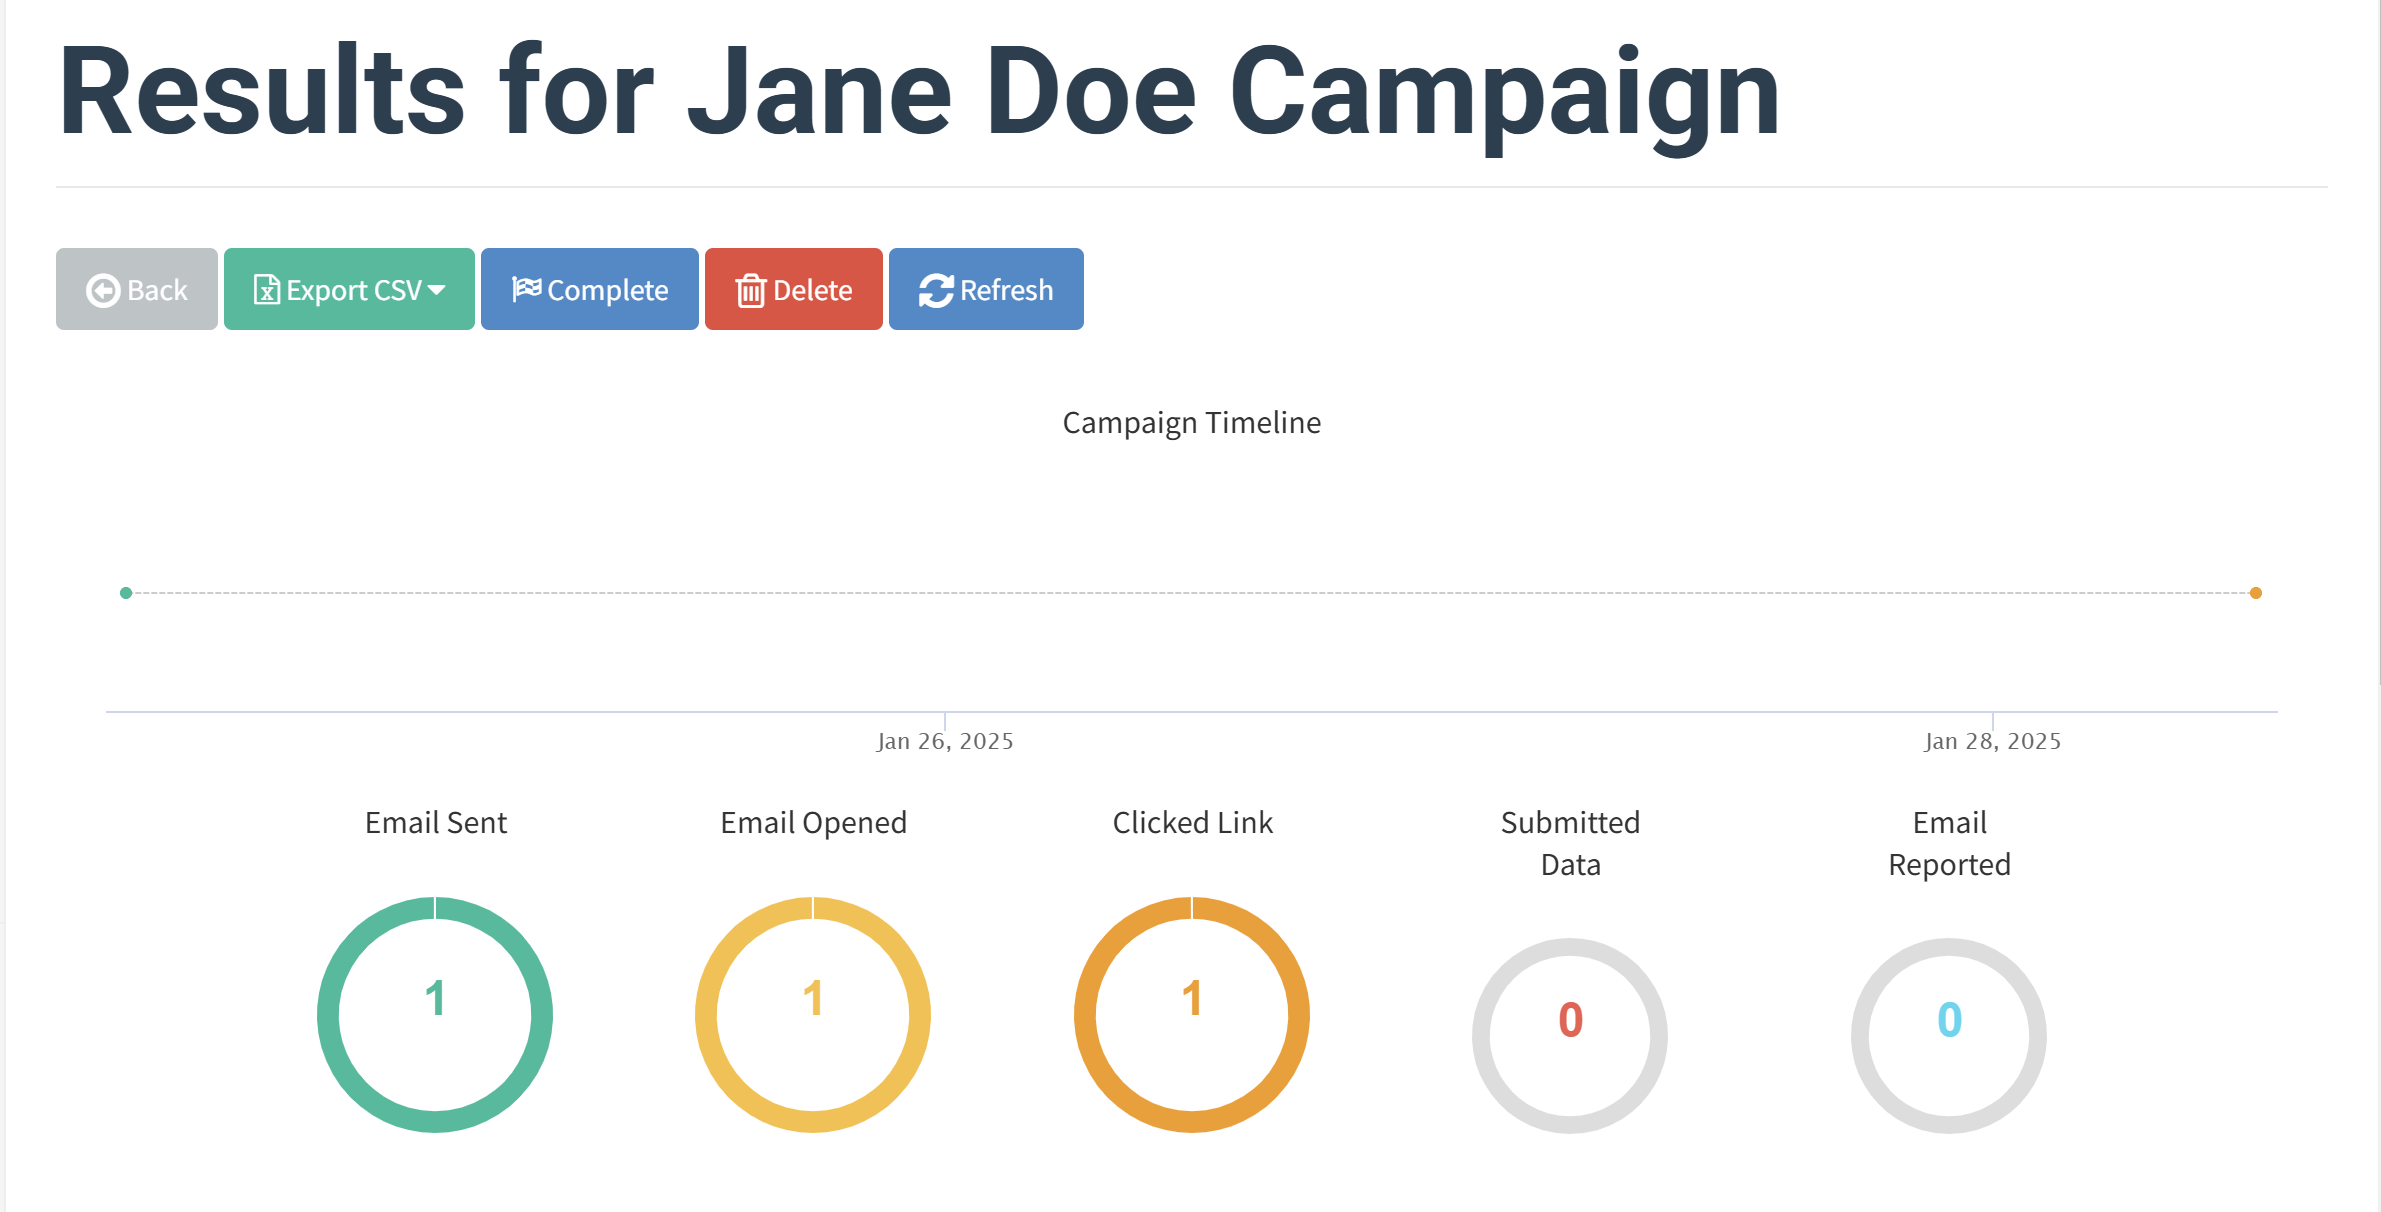 Results for Jane Doe Campaign
Back
Export CSV
Complete
Delete
Refresh
Campaign Timeline
Jan 26, 2025
Jan 28, 2025
Email Sent
Email Opened
Clicked Link
Submitted
Data
Email
Reported
1
1
1
0
0